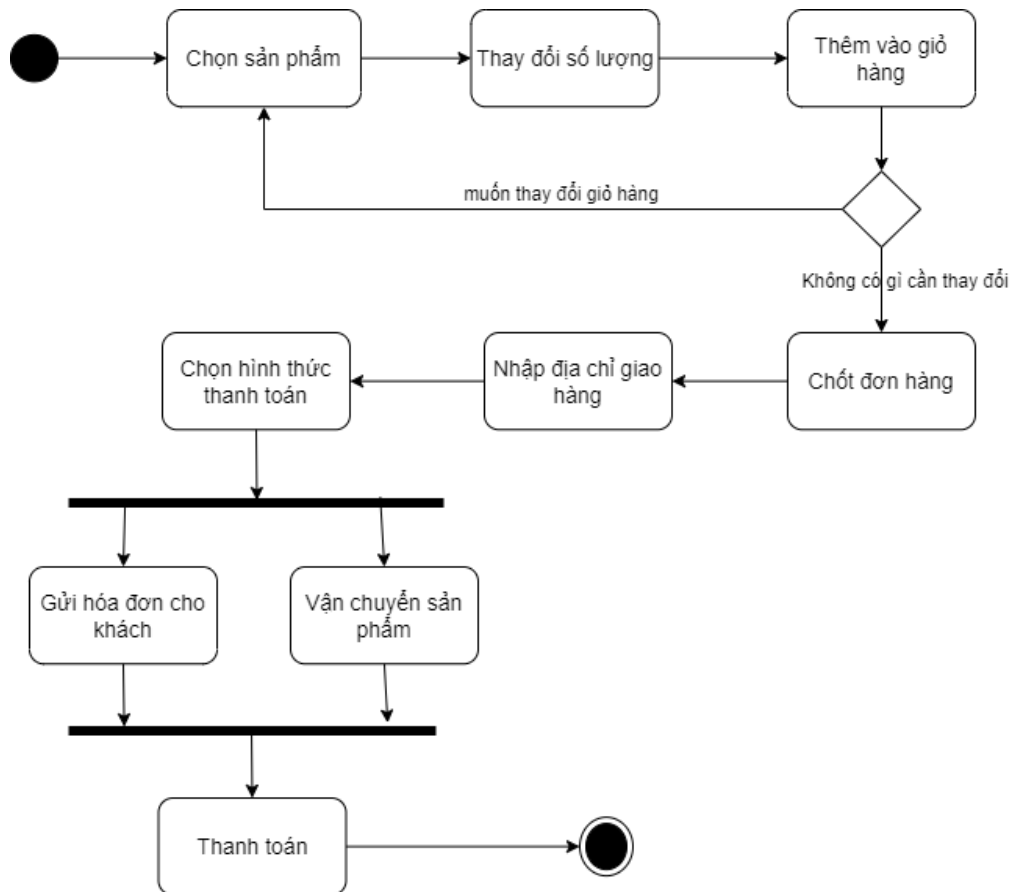 Chọn sản phẩm
Thay đổi số lượng
Thêm vào giỏ
hàng
muốn thay đổi giỏ hàng
Không có gì cần thay đổi
Chọn hình thức
thanh toán
Nhập địa chỉ giao
hàng
Chốt đơn hàng
Gửi hóa đơn cho
khách
Vận chuyển sản
phẩm
Thanh toán